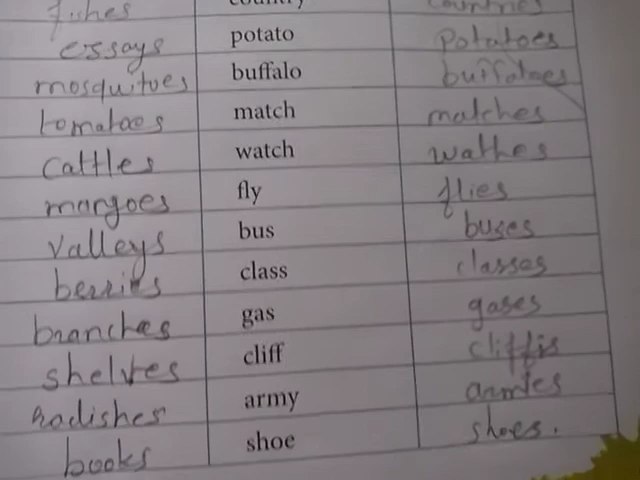 fishes country countries
essays potato potatoes
mosquitoes buffalo buffaloes
tomatoes match matches
cattles watch wathes
mangoes fly flies
valleys bus buses
berries class classes
branches gas gases
shelves cliff cliffis
radishes army armies
books shoe shoes.